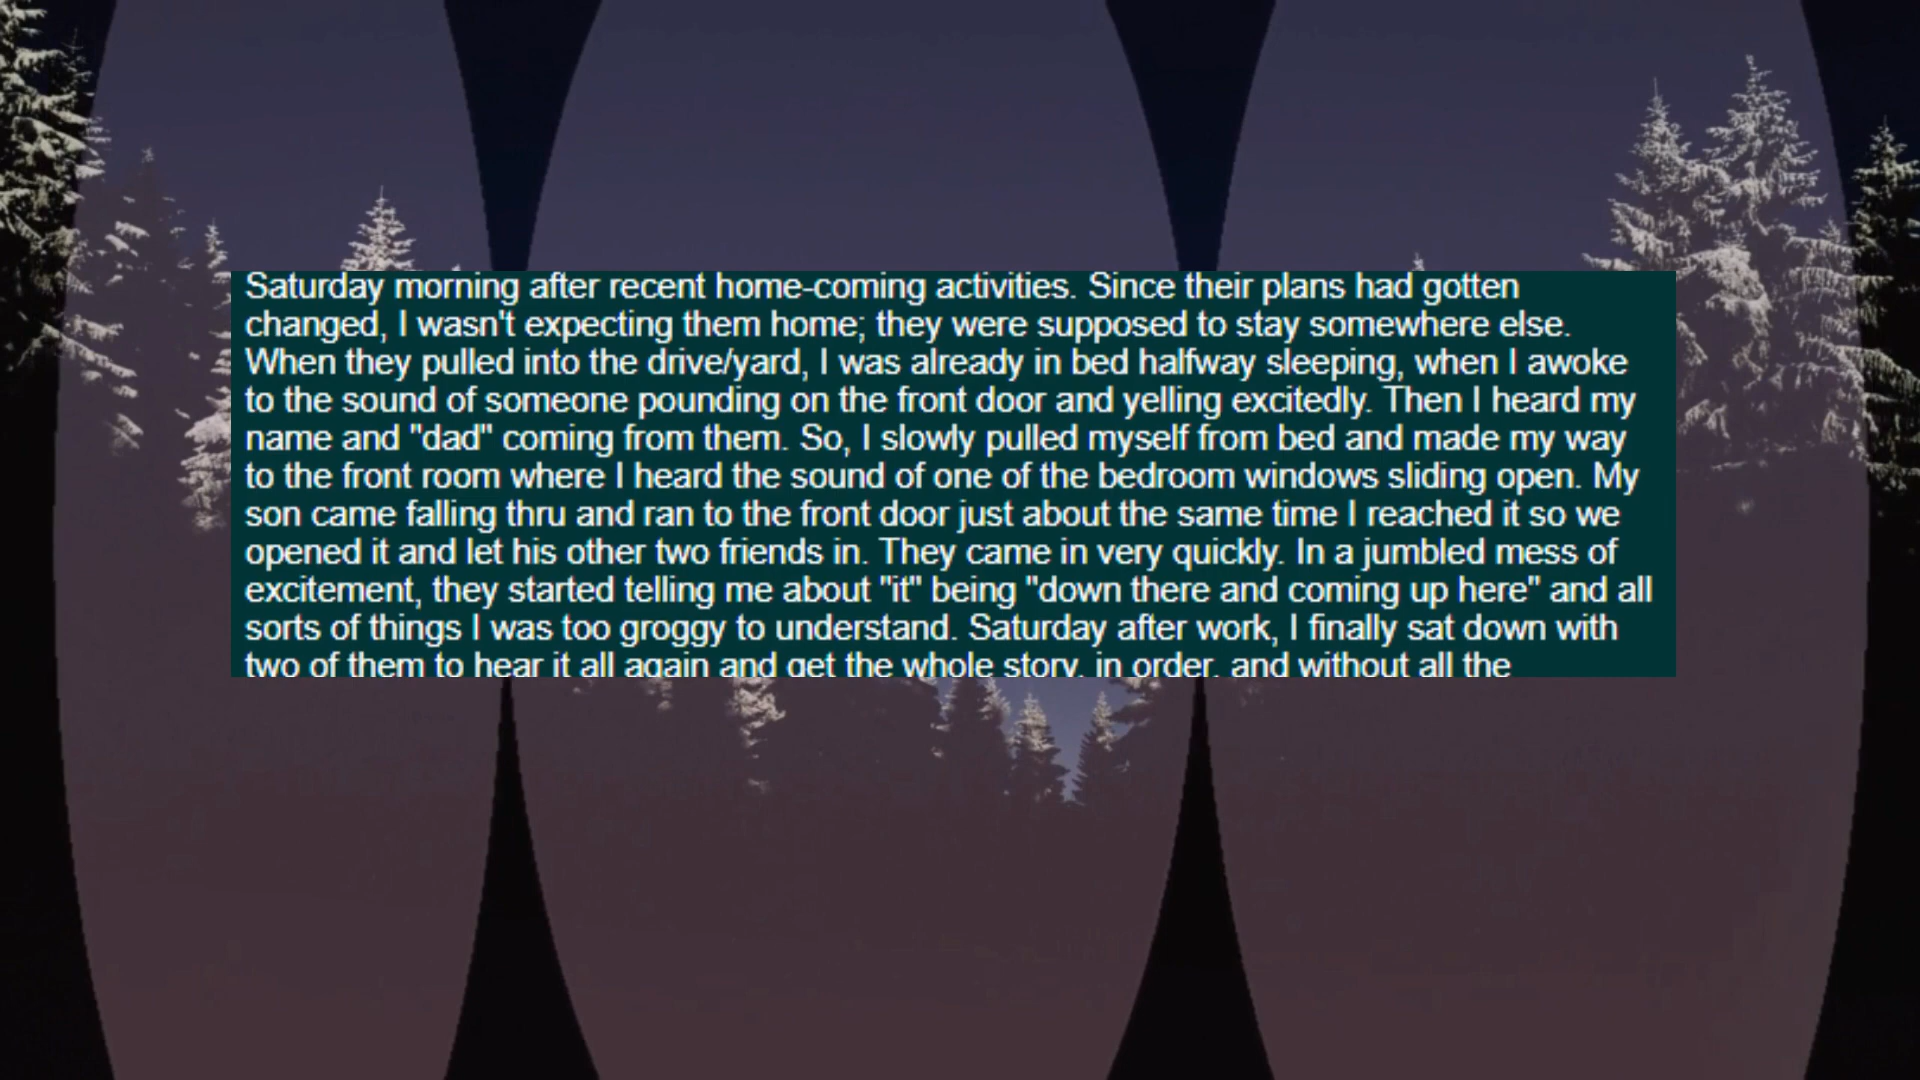 Saturday morning after recent home-coming activities. Since their plans had gotten
changed, I wasn't expecting them home; they were supposed to stay somewhere else.
When they pulled into the drive/yard, I was already in bed halfway sleeping, when I awoke
to the sound of someone pounding on the front door and yelling excitedly. Then I heard my
name and "dad" coming from them. So, I slowly pulled myself from bed and made my way
to the front room where I heard the sound of one of the bedroom windows sliding open. My
son came falling thru and ran to the front door just about the same time I reached it so we
opened it and let his other two friends in. They came in very quickly. In a jumbled mess of
excitement, they started telling me about "it" being "down there and coming up here" and all
sorts of things I was too groggy to understand. Saturday after work, I finally sat down with
two of them to hear it all again and get the whole story, in order, and without all the